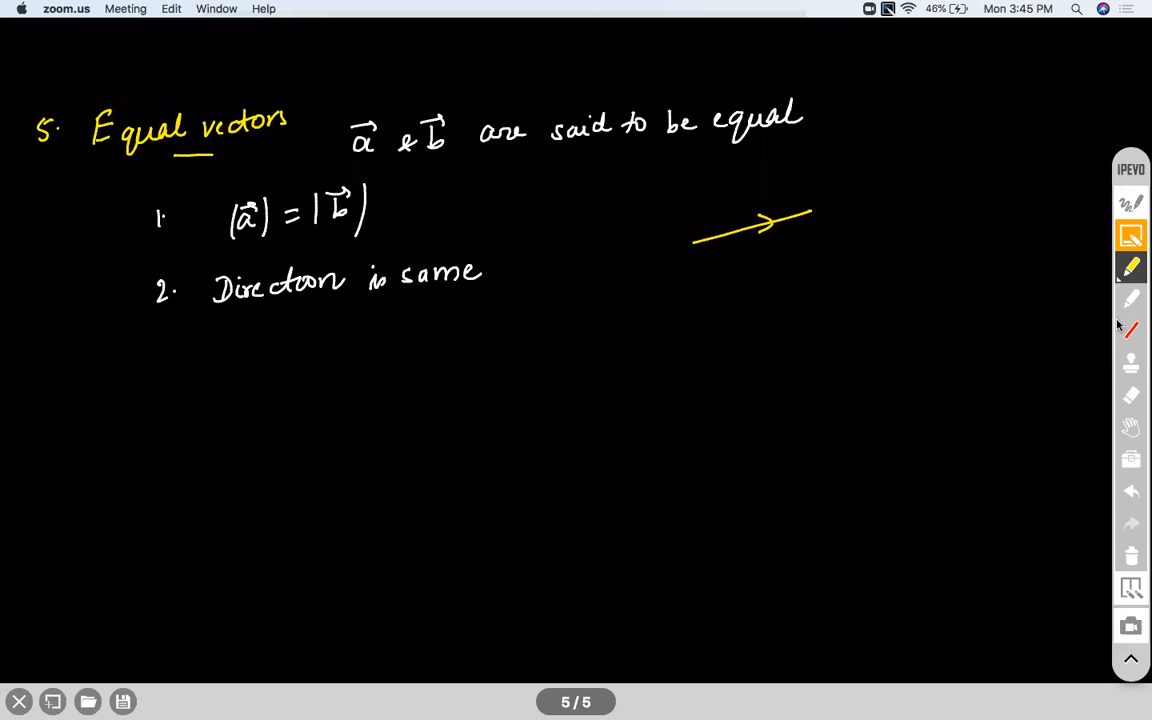 zoom.us Meeting Edit Window Help 46% Mon 3:45 PM
5. Equal vectors a⃗ & b⃗ are said to be equal
1. |a⃗| = |b⃗|
2. Direction is same
IPEVO
5 / 5